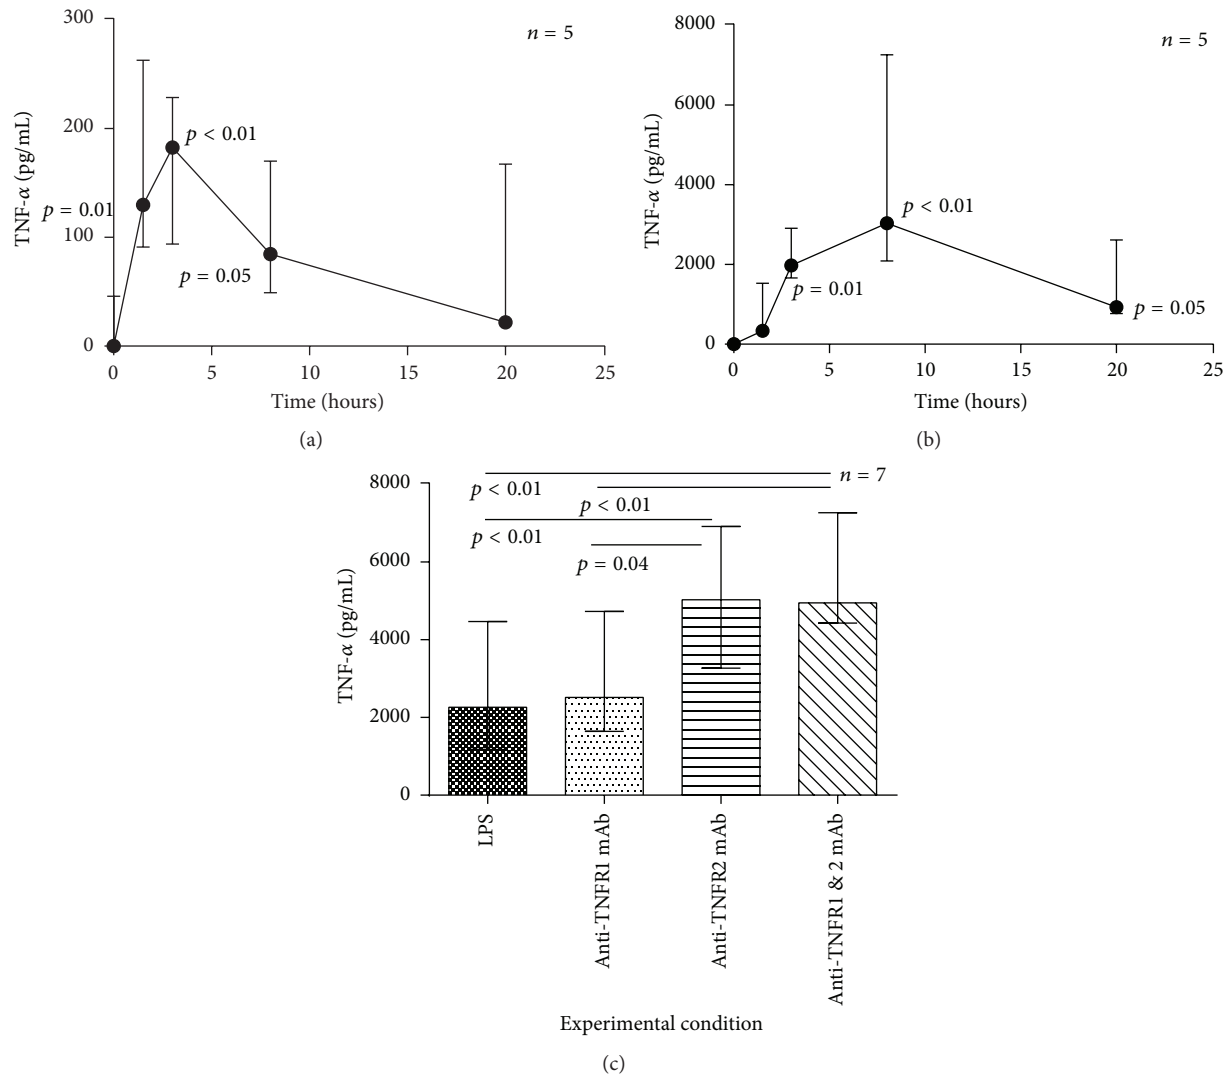 300
200
100
0
TNF-α (pg/mL)
n = 5
p < 0.01
p = 0.01
p = 0.05
0 5 10 15 20 25
Time (hours)
(a)
8000
6000
4000
2000
0
TNF-α (pg/mL)
n = 5
p < 0.01
p = 0.01
p = 0.05
0 5 10 15 20 25
Time (hours)
(b)
8000
6000
4000
2000
0
TNF-α (pg/mL)
n = 7
p < 0.01
p < 0.01
p < 0.01
p = 0.04
LPS
Anti-TNFR1 mAb
Anti-TNFR2 mAb
Anti-TNFR1 & 2 mAb
Experimental condition
(c)